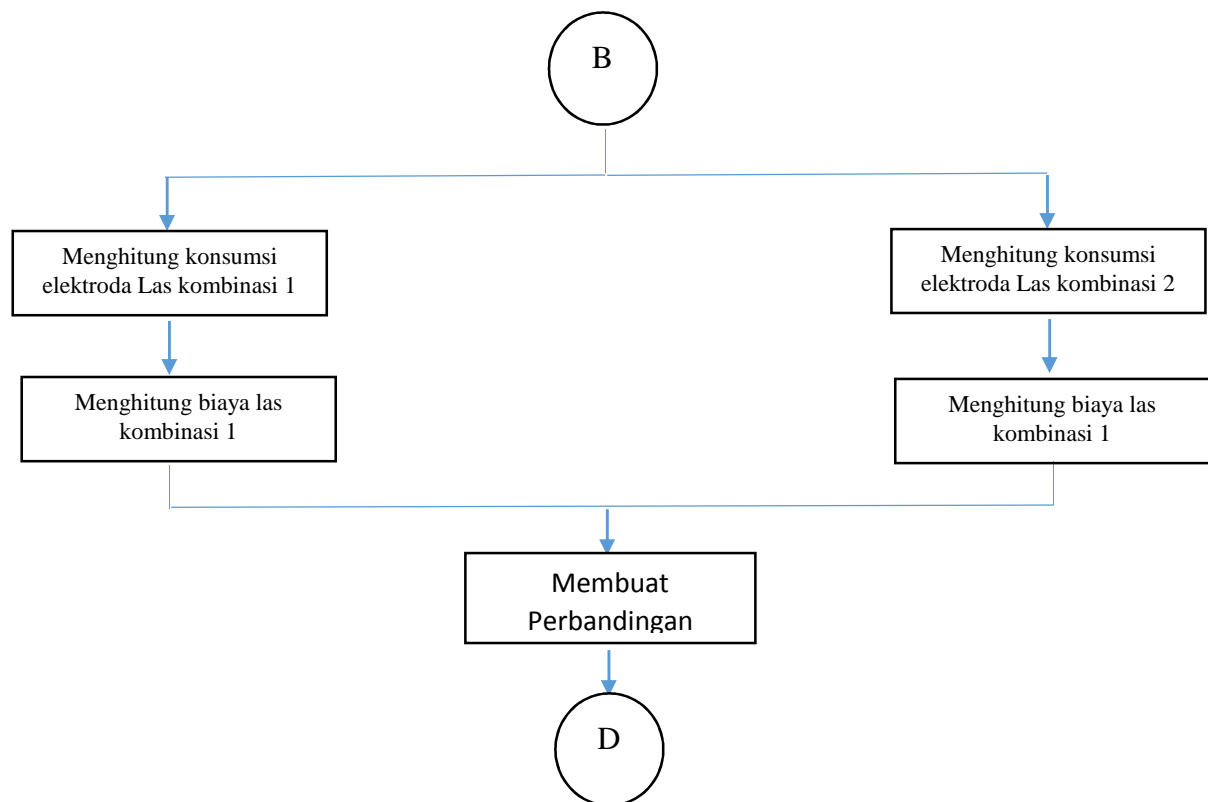 B
Menghitung konsumsi
elektroda Las kombinasi 1
Menghitung konsumsi
elektroda Las kombinasi 2
Menghitung biaya las
kombinasi 1
Menghitung biaya las
kombinasi 1
Membuat
Perbandingan
D